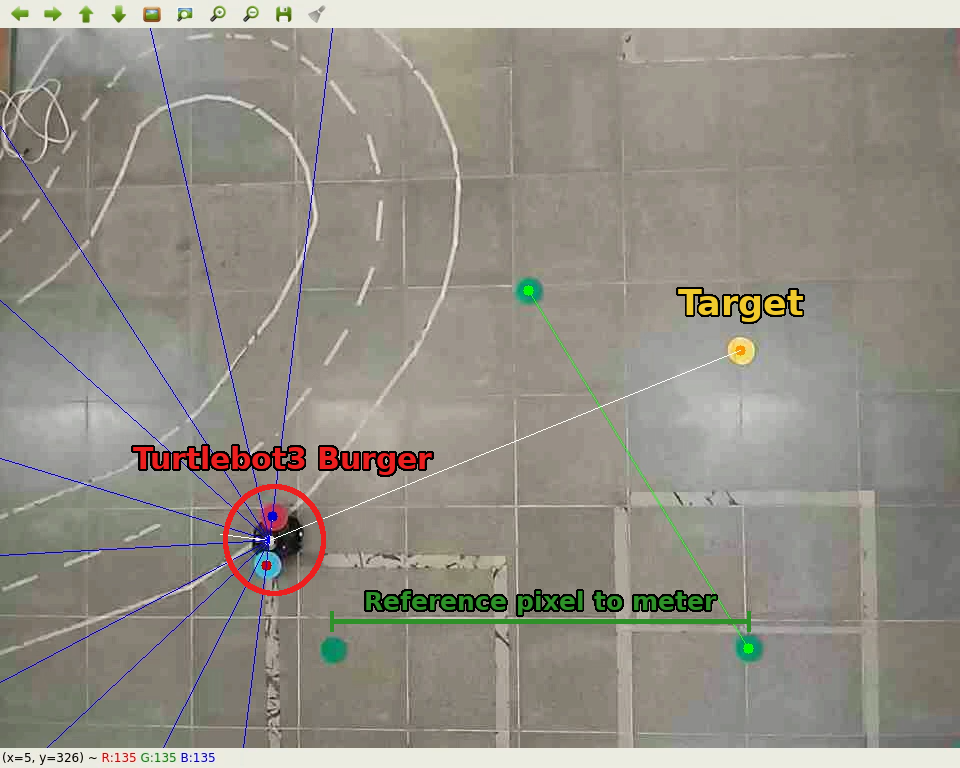 Target
Turtlebot3 Burger
Reference pixel to meter
(x=5, y=326) ~ R:135 G:135 B:135